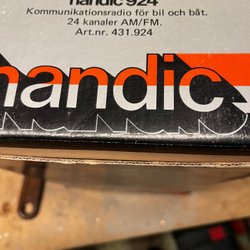 handic 924
Kommunikationsradio för bil och båt.
24 kanaler AM/FM.
Art.nr. 431.924
handic